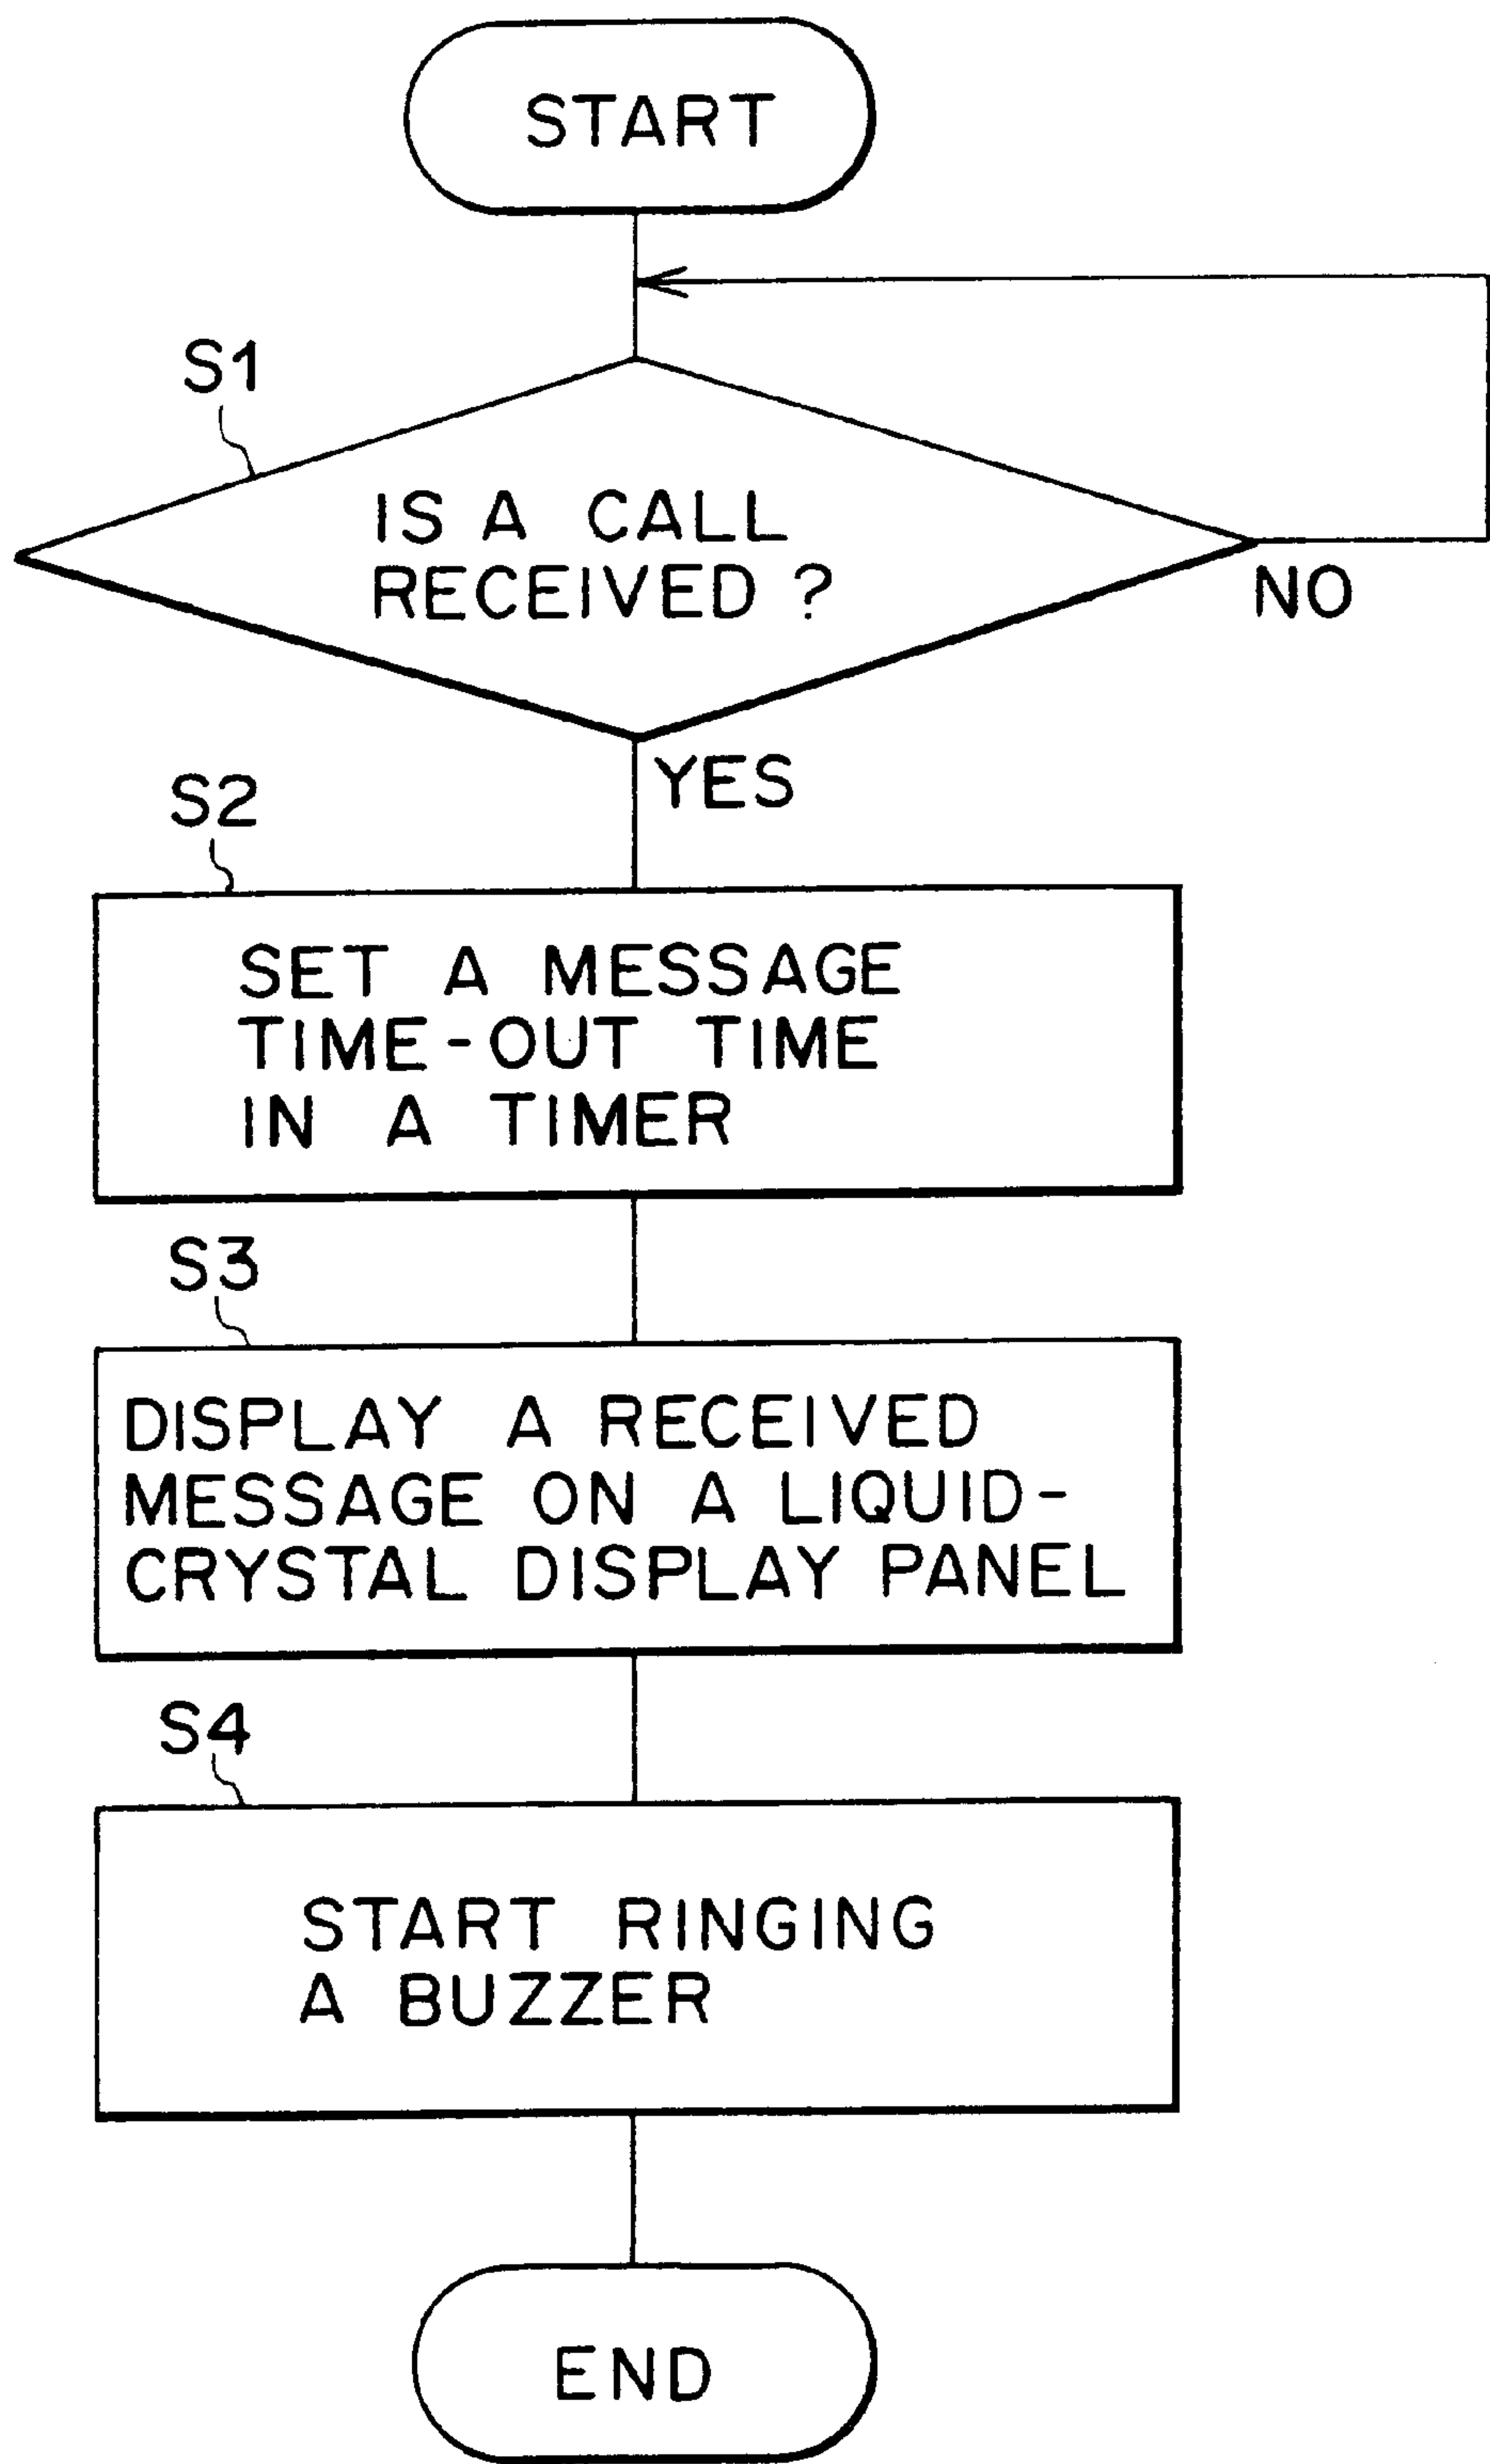 START
S1
IS A CALL
RECEIVED ?
NO
YES
S2
SET A MESSAGE
TIME-OUT TIME
IN A TIMER
S3
DISPLAY A RECEIVED
MESSAGE ON A LIQUID-
CRYSTAL DISPLAY PANEL
S4
START RINGING
A BUZZER
END